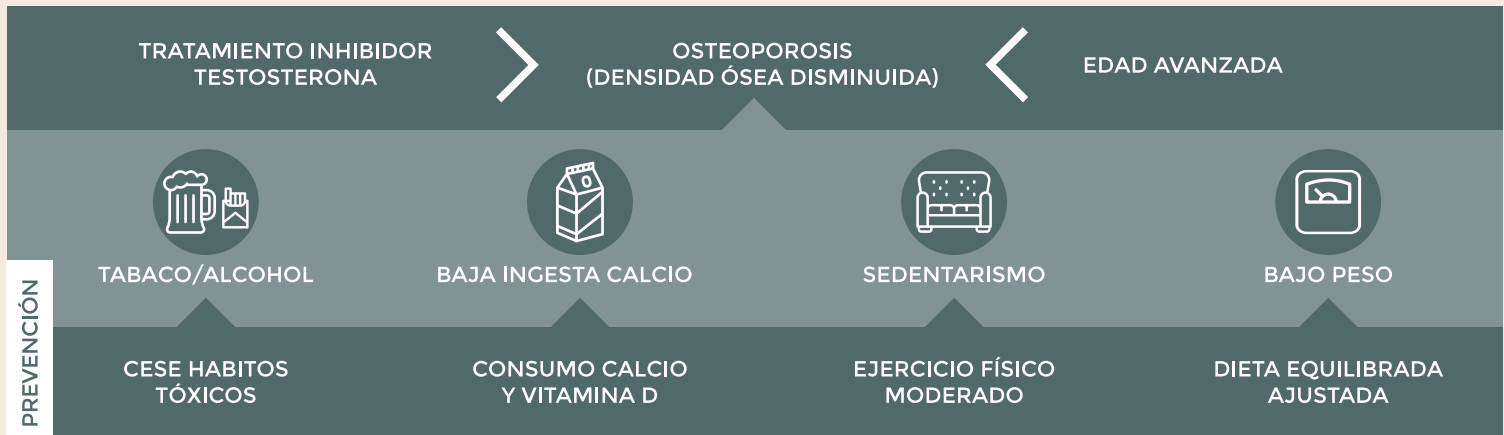 TRATAMIENTO INHIBIDOR
TESTOSTERONA
OSTEOPOROSIS
(DENSIDAD ÓSEA DISMINUIDA)
EDAD AVANZADA
TABACO/ALCOHOL
BAJA INGESTA CALCIO
SEDENTARISMO
BAJO PESO
PREVENCIÓN
CESE HABITOS
TÓXICOS
CONSUMO CALCIO
Y VITAMINA D
EJERCICIO FÍSICO
MODERADO
DIETA EQUILIBRADA
AJUSTADA